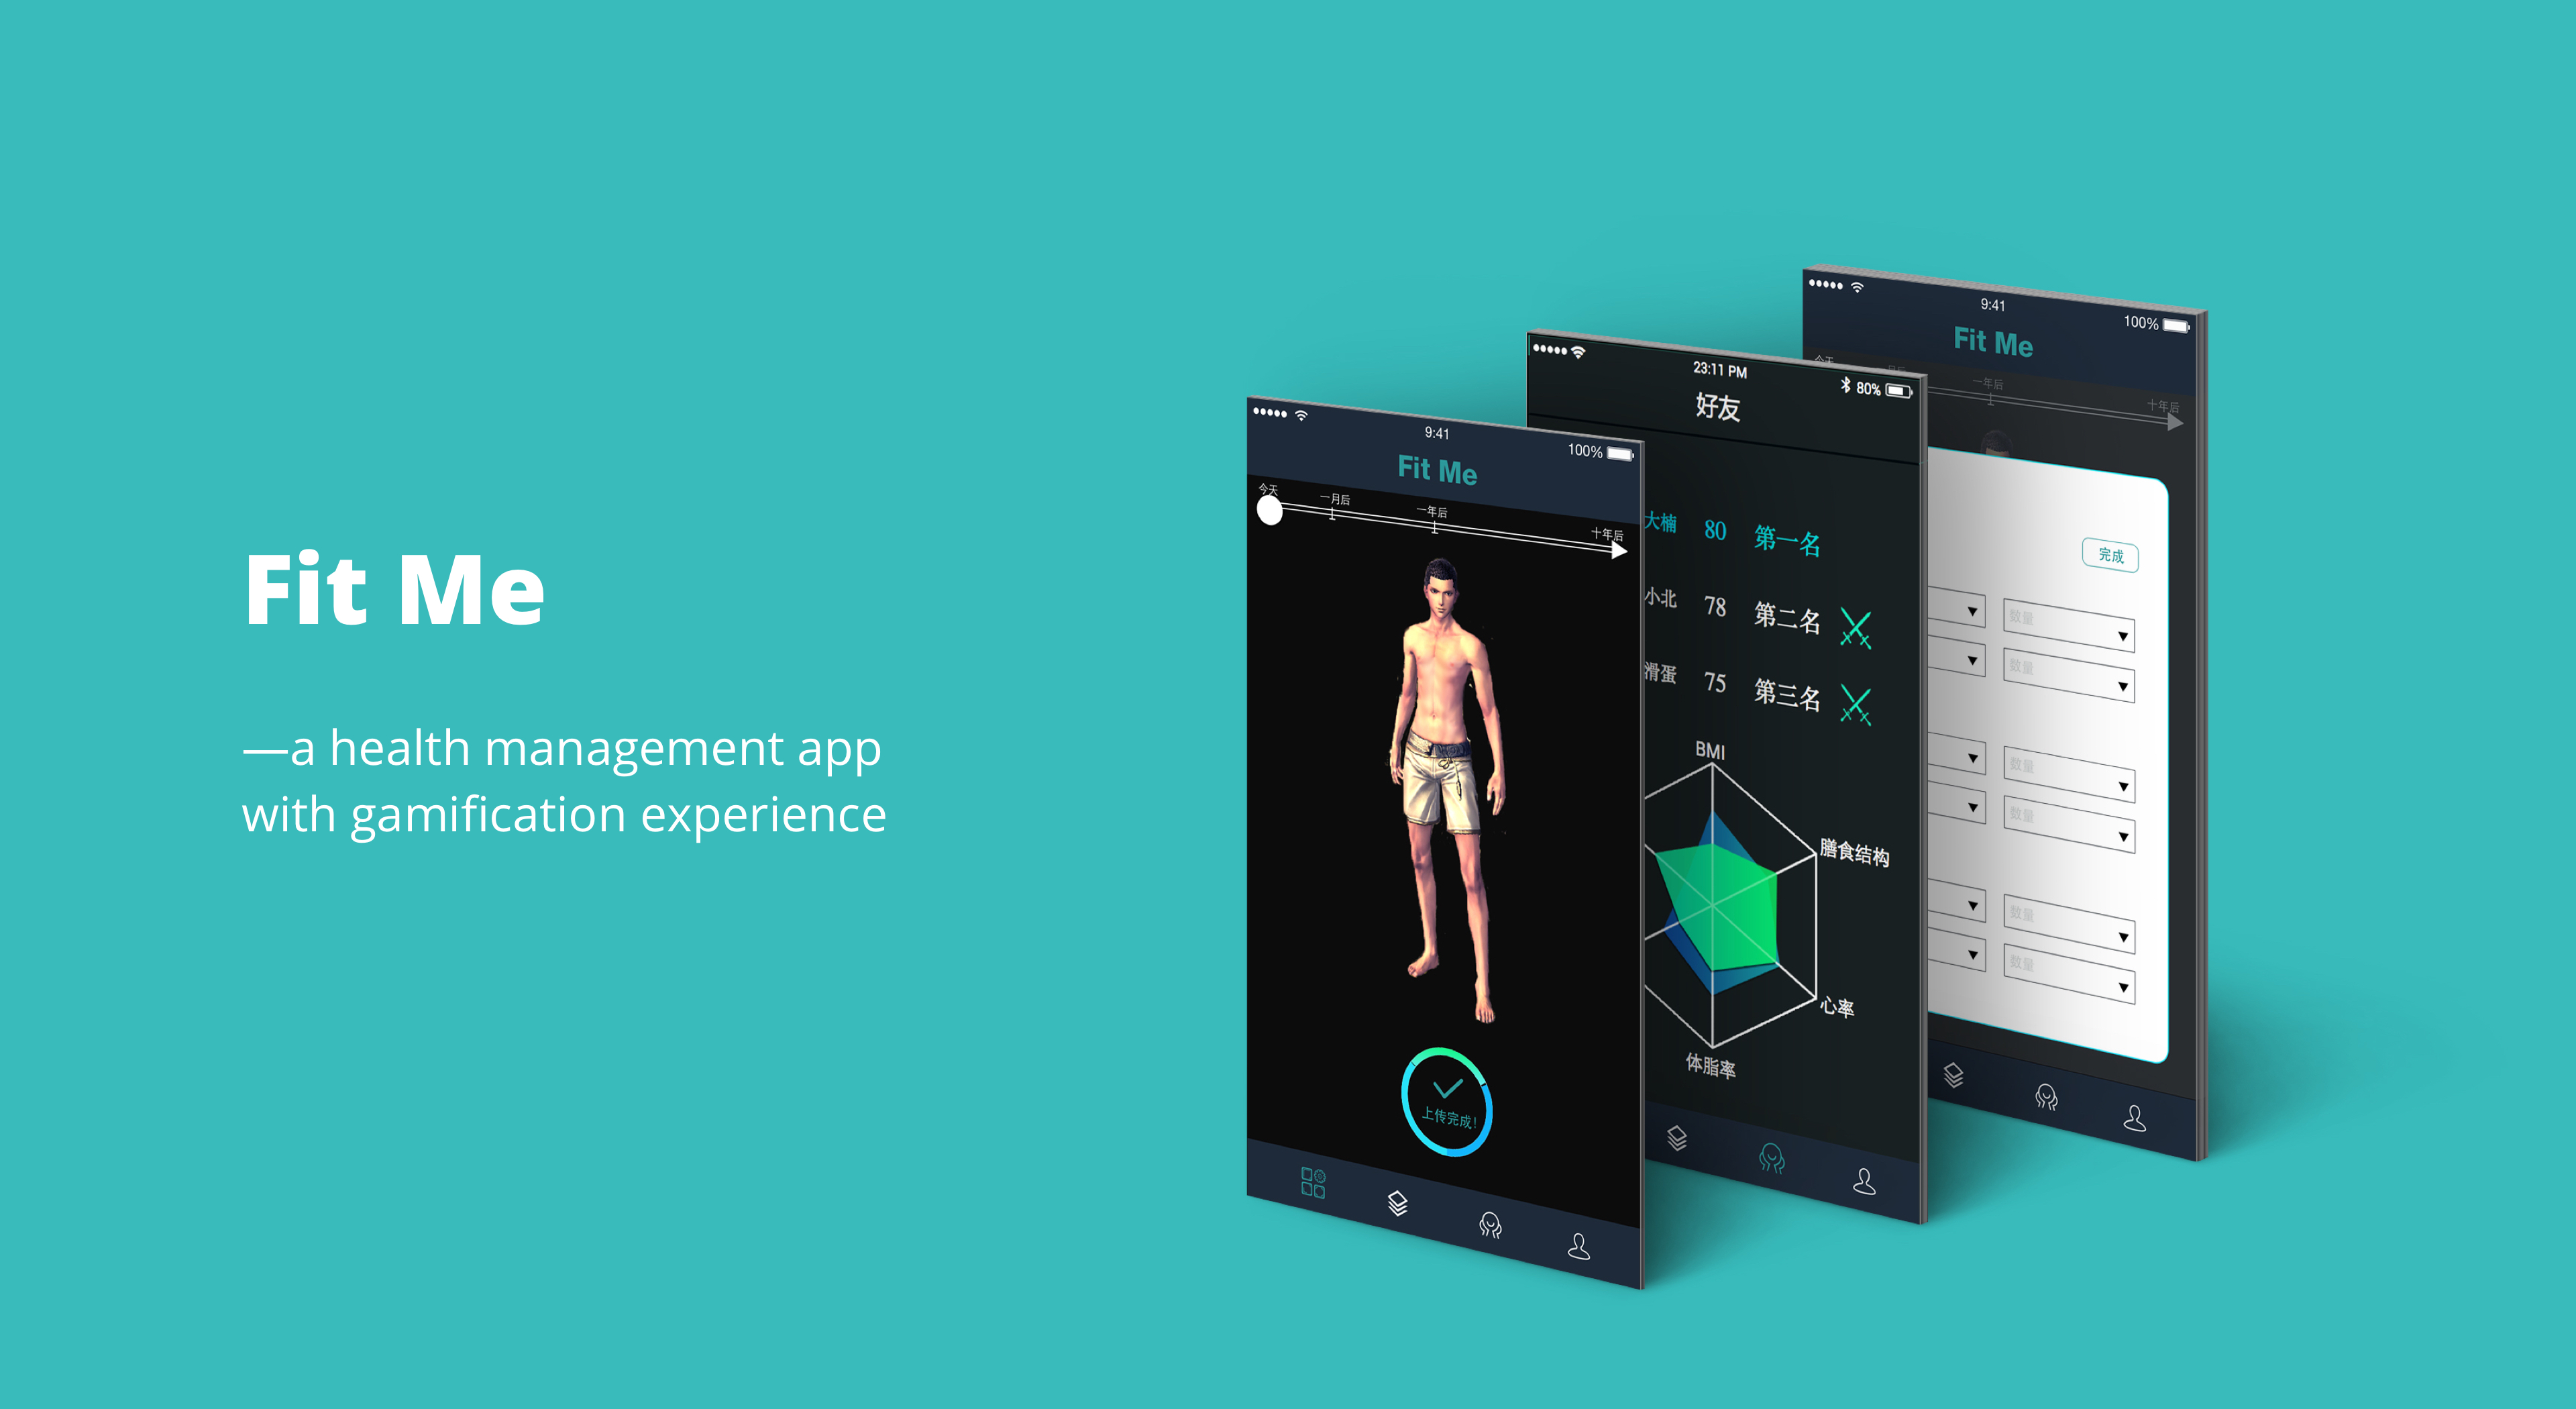 Fit Me
—a health management app
with gamification experience
9:41
100%
Fit Me
今天
一月后
一年后
十年后
上传完成!
23:11 PM
80%
好友
大楠 80 第一名
小北 78 第二名
滑蛋 75 第三名
BMI
膳食结构
心率
体脂率
9:41
100%
Fit Me
今天
一年后
十年后
完成
数量
数量
数量
数量
数量
数量